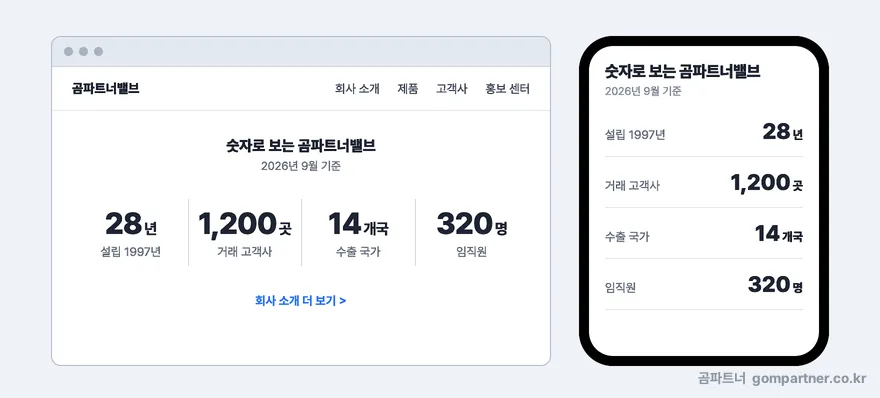 곰파트너밸브
회사 소개 제품 고객사 홍보 센터
숫자로 보는 곰파트너밸브
2026년 9월 기준
28년
설립 1997년
1,200곳
거래 고객사
14개국
수출 국가
320명
임직원
회사 소개 더 보기 >
숫자로 보는 곰파트너밸브
2026년 9월 기준
설립 1997년 28년
거래 고객사 1,200곳
수출 국가 14개국
임직원 320명
곰파트너 gompartner.co.kr